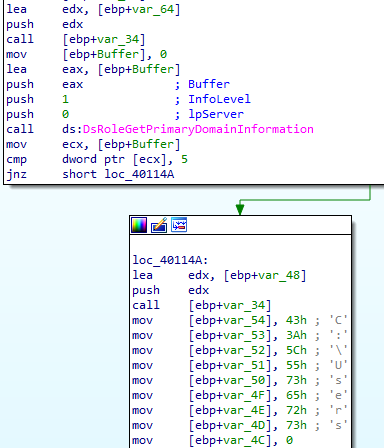 lea     edx, [ebp+var_64]
push    edx
call    [ebp+var_34]
mov     [ebp+Buffer], 0
lea     eax, [ebp+Buffer]
push    eax             ; Buffer
push    1               ; InfoLevel
push    0               ; lpServer
call    ds:DsRoleGetPrimaryDomainInformation
mov     ecx, [ebp+Buffer]
cmp     dword ptr [ecx], 5
jnz     short loc_40114A
loc_40114A:
lea     edx, [ebp+var_48]
push    edx
call    [ebp+var_34]
mov     [ebp+var_54], 43h ; 'C'
mov     [ebp+var_53], 3Ah ; ':'
mov     [ebp+var_52], 5Ch ; '\'
mov     [ebp+var_51], 55h ; 'U'
mov     [ebp+var_50], 73h ; 's'
mov     [ebp+var_4F], 65h ; 'e'
mov     [ebp+var_4E], 72h ; 'r'
mov     [ebp+var_4D], 73h ; 's'
mov     [ebp+var_4C], 0